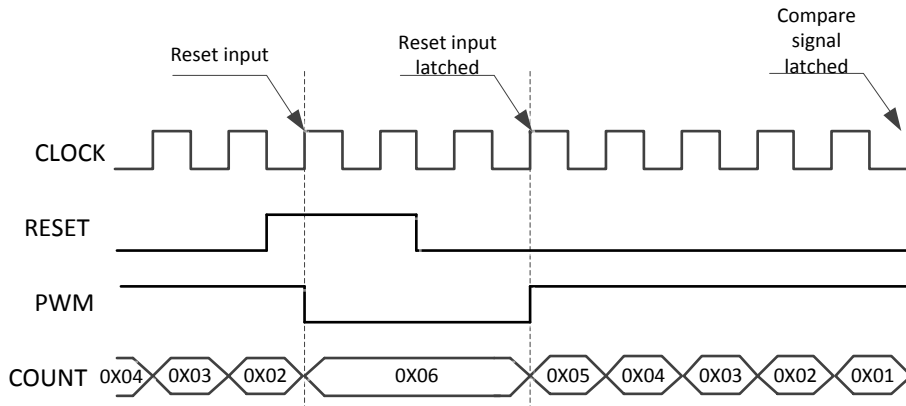 Reset input
Reset input
latched
Compare
signal
latched
CLOCK
RESET
PWM
COUNT 0X04 0X03 0X02 0X06 0X05 0X04 0X03 0X02 0X01